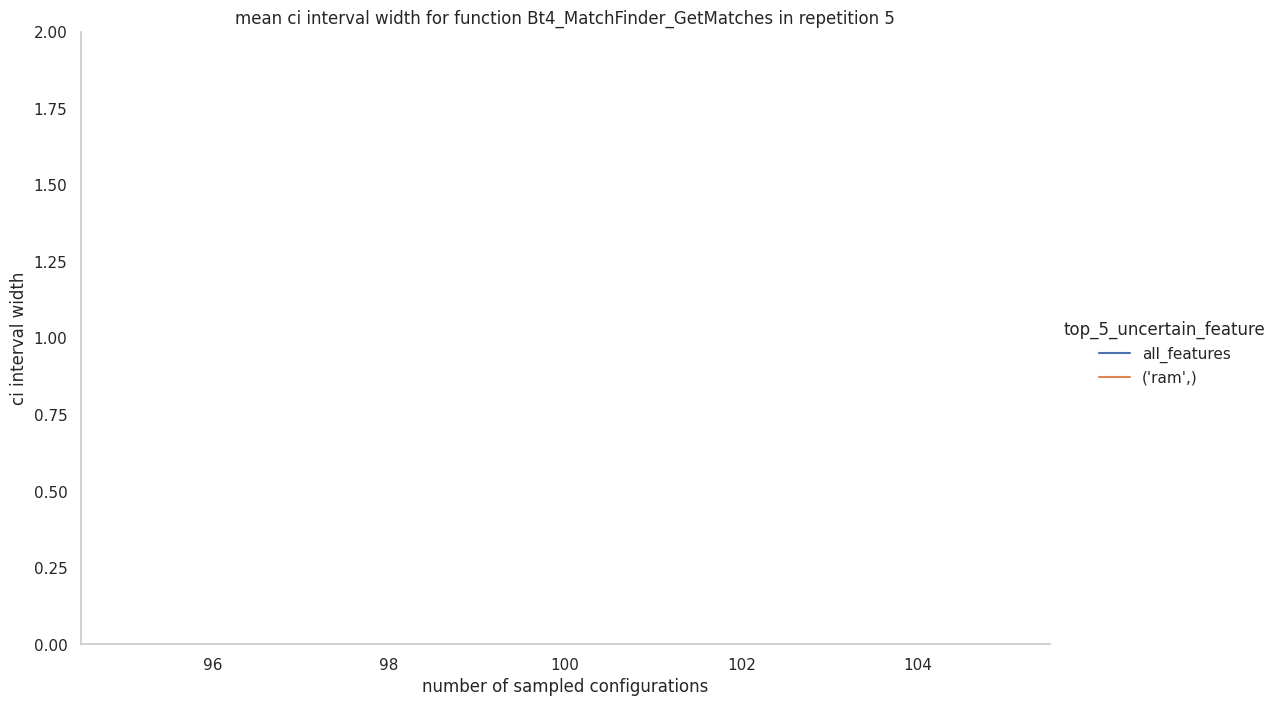 mean ci interval width for function Bt4_MatchFinder_GetMatches in repetition 5
2.00
1.75
1.50
1.25
1.00
0.75
0.50
0.25
0.00
ci interval width
96
98
100
102
104
number of sampled configurations
top_5_uncertain_feature
all_features
('ram',)